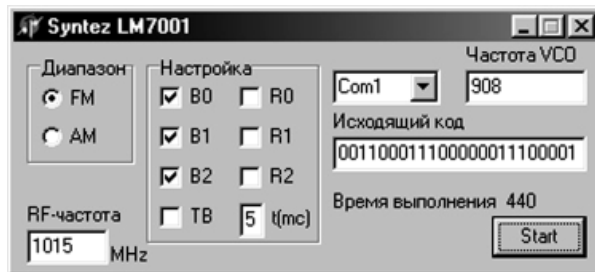 Syntez LM7001
Диапазон
FM
AM
RF-частота
1015 MHz
Настройка
B0 R0
B1 R1
B2 R2
TB 5 t(mc)
Частота VCO
Com1 908
Исходящий код
001100011100000011100001
Время выполнения 440
Start